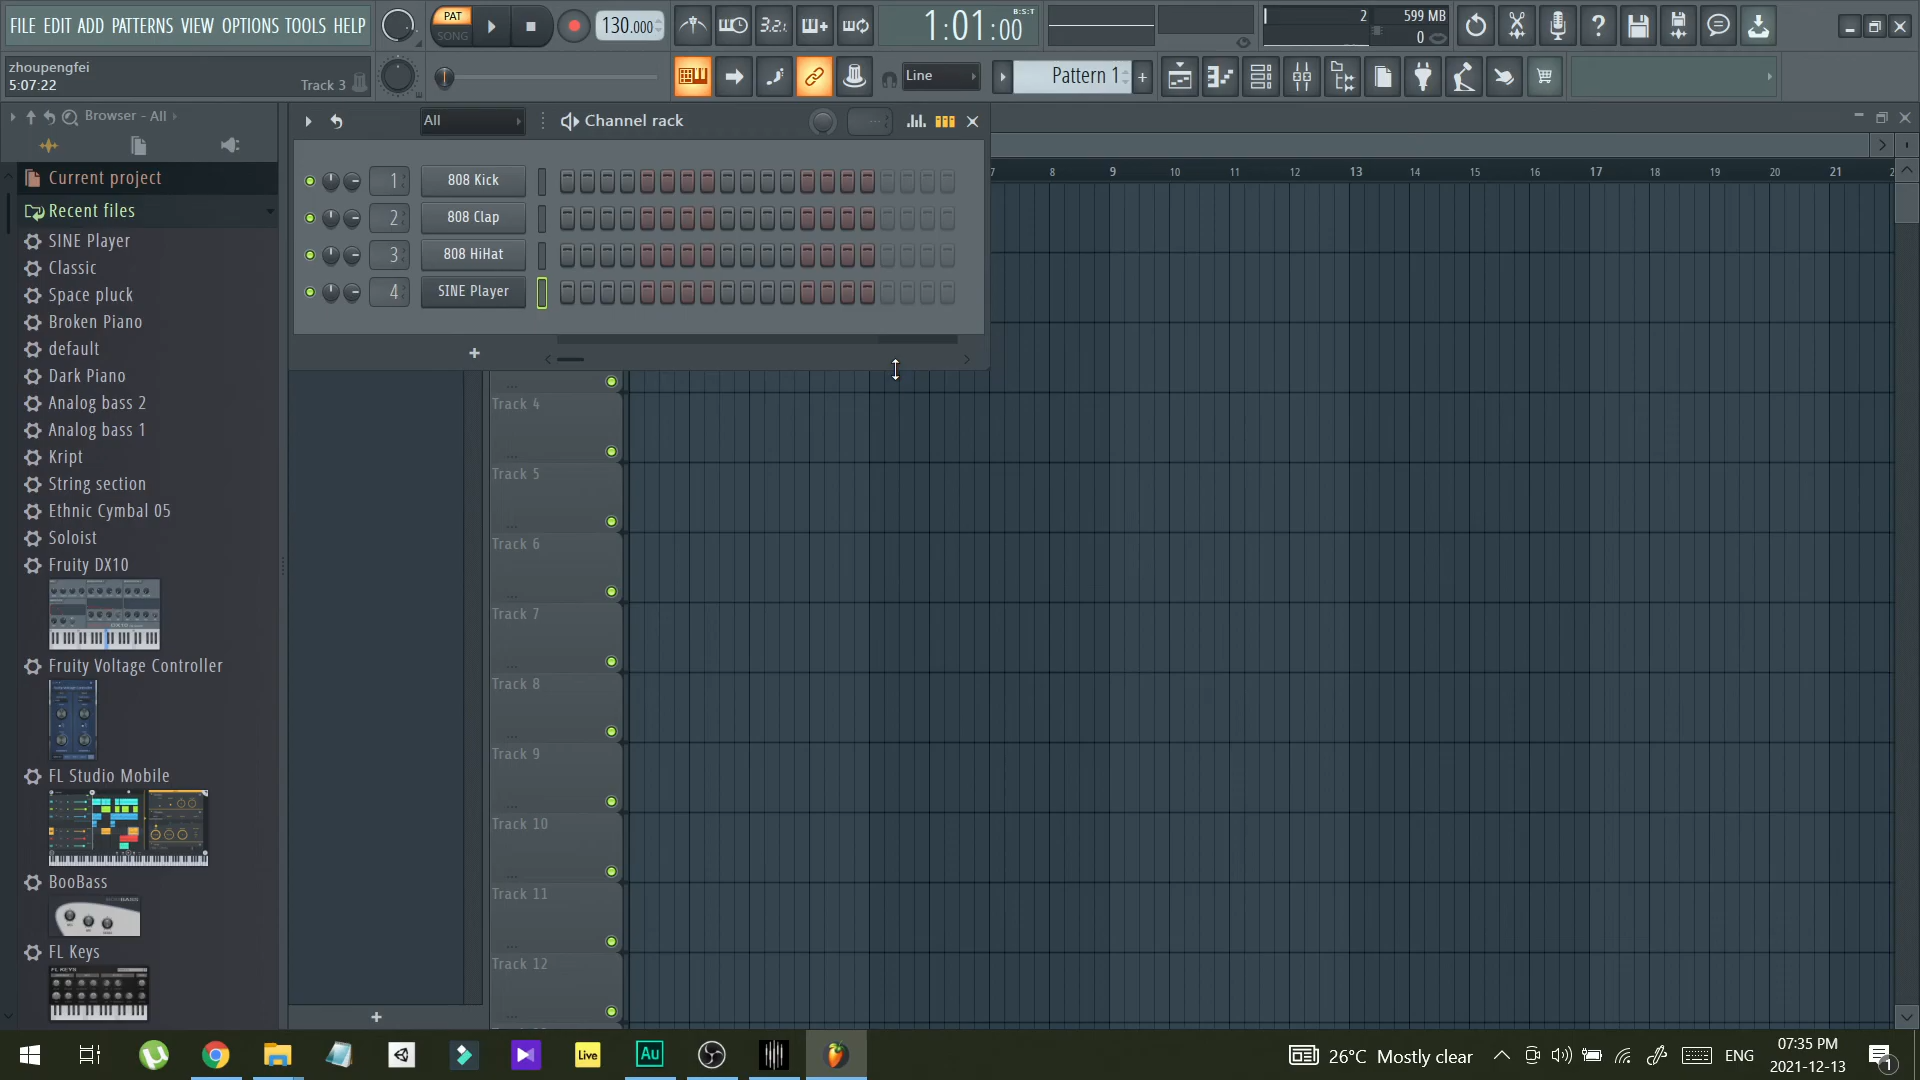 FILE EDIT ADD PATTERNS VIEW OPTIONS TOOLS HELP
PAT
SONG
130.000
3.2.1
1:01:00
B:S:T
2
599 MB
0
zhoupengfei
5:07:22
Track 3
Line
Pattern 1
+
Browser - All
All
Channel rack
Current project
Recent files
SINE Player
Classic
Space pluck
Broken Piano
default
Dark Piano
Analog bass 2
Analog bass 1
Kript
String section
Ethnic Cymbal 05
Soloist
Fruity DX10
Fruity Voltage Controller
FL Studio Mobile
BooBass
FL Keys
FL KEYS
1 808 Kick
2 808 Clap
3 808 HiHat
4 SINE Player
+
7 8 9 10 11 12 13 14 15 16 17 18 19 20 21
Track 4
Track 5
Track 6
Track 7
Track 8
Track 9
Track 10
Track 11
Track 12
+
Live
Au
26°C Mostly clear
ENG
07:35 PM
2021-12-13
1